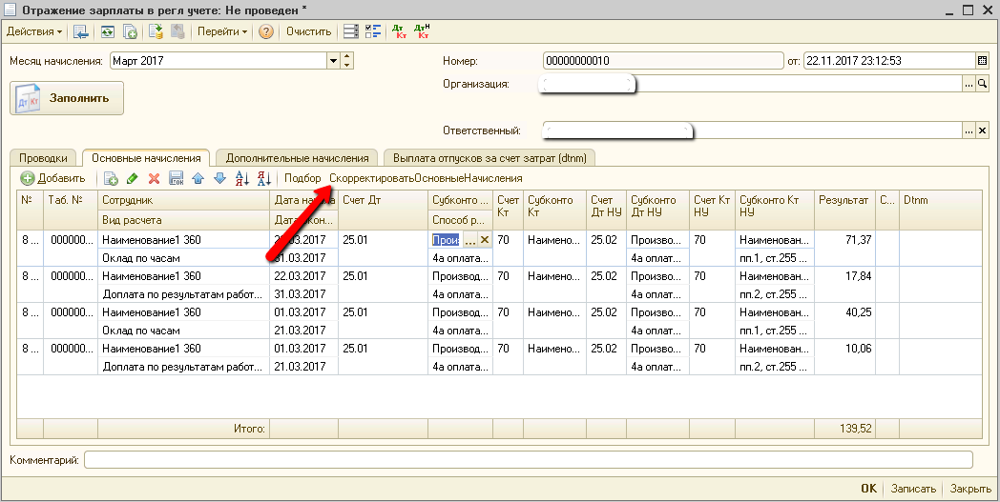 Отражение зарплаты в регл учете: Не проведен *
Действия Перейти Очистить
Месяц начисления: Март 2017 Номер: 00000000010 от: 22.11.2017 23:12:53
Организация:
Заполнить
Ответственный:
Проводки Основные начисления Дополнительные начисления Выплата отпусков за счет затрат (dtnm)
Добавить Подбор СкорректироватьОсновныеНачисления
№ Таб. № Сотрудник Дата нач Счет Дт Субконто ... Счет Кт Субконто Кт Счет Дт НУ Субконто Дт НУ Счет Кт НУ Субконто Кт НУ Результат С... Dtnm
Вид расчета Дата кон... Способ р...
8 ... 000000... Наименование1 360 2 .03.2017 25.01 Прои ... 70 Наимено... 25.02 Произво... 70 Наименован... 71,37
Оклад по часам 31.03.2017 4а оплата... 4а оплат... пп.1, ст.255 ...
8 ... 000000... Наименование1 360 22.03.2017 25.01 Производ... 70 Наимено... 25.02 Произво... 70 Наименован... 17,84
Доплата по результатам работ... 31.03.2017 4а оплата... 4а оплат... пп.2, ст.255 ...
8 ... 000000... Наименование1 360 01.03.2017 25.01 Производ... 70 Наимено... 25.02 Произво... 70 Наименован... 40,25
Оклад по часам 21.03.2017 4а оплата... 4а оплат... пп.1, ст.255 ...
8 ... 000000... Наименование1 360 01.03.2017 25.01 Производ... 70 Наимено... 25.02 Произво... 70 Наименован... 10,06
Доплата по результатам работ... 21.03.2017 4а оплата... 4а оплат... пп.2, ст.255 ...
Итого: 139,52
Комментарий:
OK Записать Закрыть